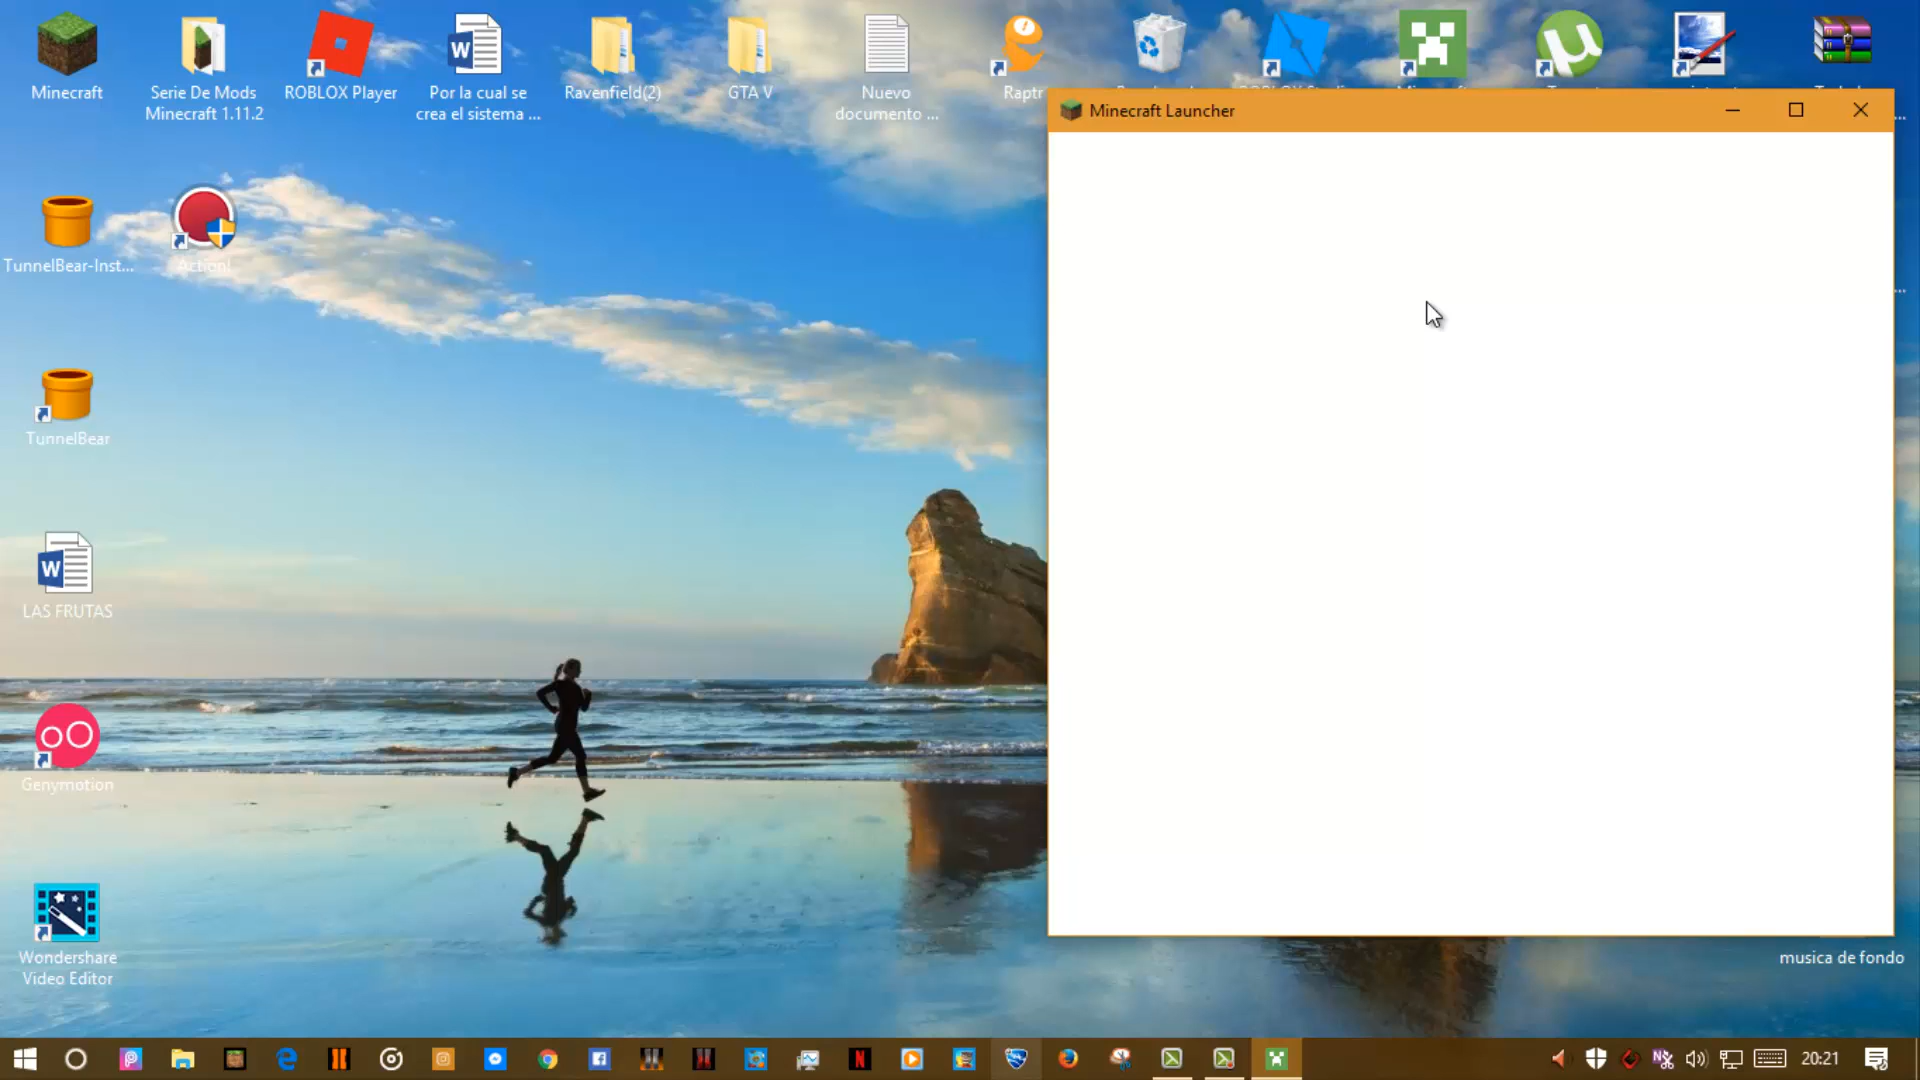 Minecraft
Serie De Mods
Minecraft 1.11.2
ROBLOX Player
Por la cual se
crea el sistema ...
Ravenfield(2)
GTA V
Nuevo
documento ...
Raptr
Minecraft Launcher
TunnelBear-Inst...
Action!
TunnelBear
LAS FRUTAS
Genymotion
Wondershare
Video Editor
musica de fondo
20:21